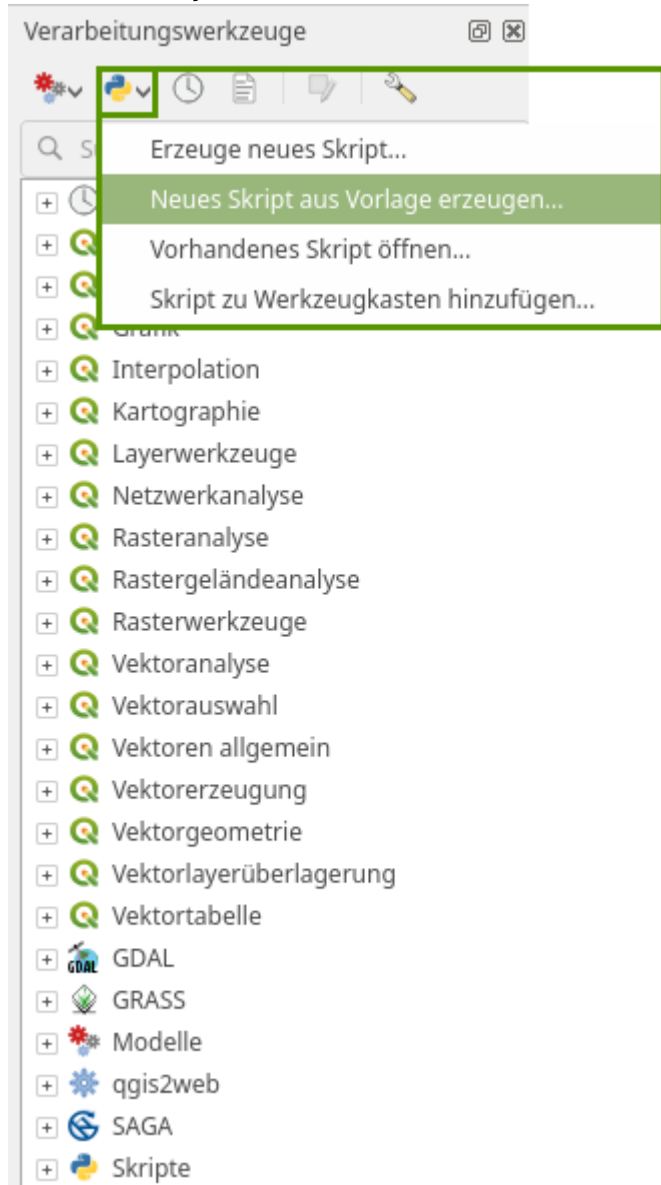 Verarbeitungswerkzeuge
Erzeuge neues Skript...
Neues Skript aus Vorlage erzeugen...
Vorhandenes Skript öffnen...
Skript zu Werkzeugkasten hinzufügen...
Interpolation
Kartographie
Layerwerkzeuge
Netzwerkanalyse
Rasteranalyse
Rastergeländeanalyse
Rasterwerkzeuge
Vektoranalyse
Vektorauswahl
Vektoren allgemein
Vektorerzeugung
Vektorgeometrie
Vektorlayerüberlagerung
Vektortabelle
GDAL GDAL
GRASS
Modelle
qgis2web
SAGA
Skripte